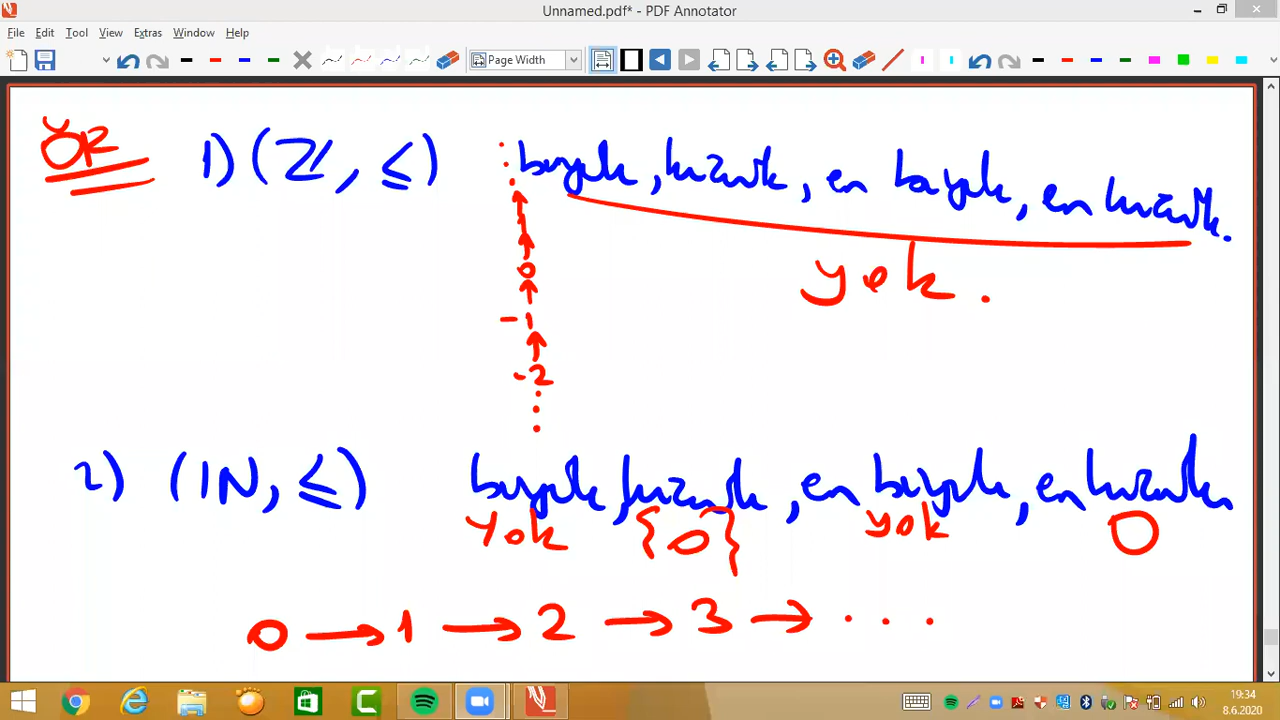 Unnamed.pdf* - PDF Annotator
File Edit Tool View Extras Window Help
Page Width
ÖR 1) (ℤ, ≤) büyük, küçük, en büyük, en küçük.
yok.
0
-1
-2
2) (ℕ, ≤) büyük, küçük, en büyük, en küçük
yok {0} yok 0
0 → 1 → 2 → 3 → ...
19:34
8.6.2020